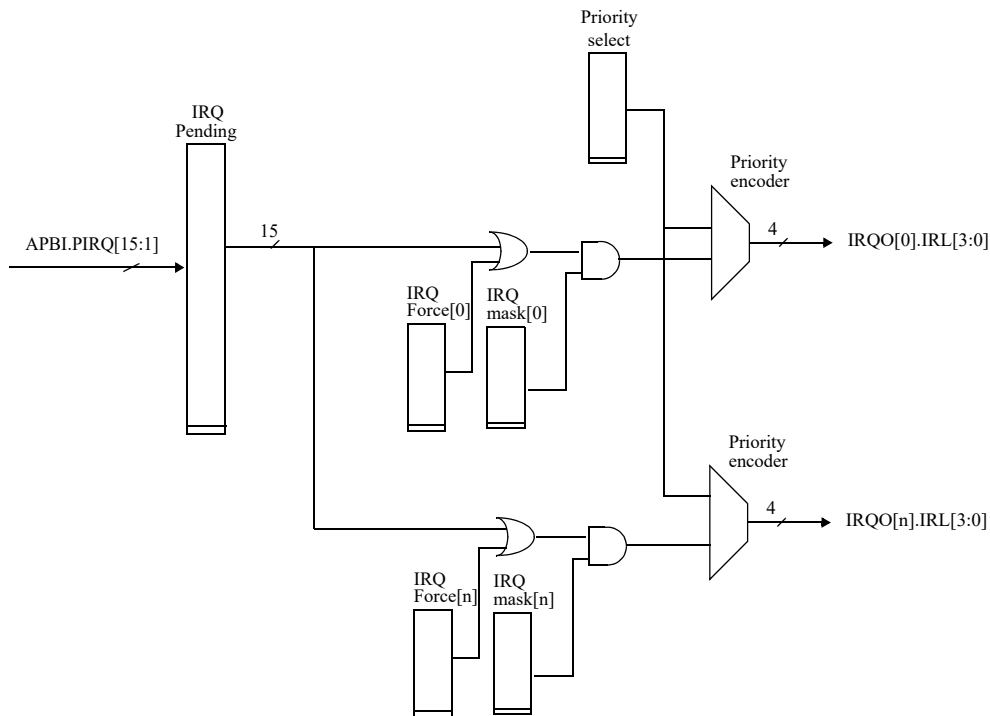 Priority
select
IRQ
Pending
Priority
encoder
15
4
APBI.PIRQ[15:1]
IRQO[0].IRL[3:0]
IRQ
Force[0]
IRQ
mask[0]
Priority
encoder
4
IRQO[n].IRL[3:0]
IRQ
Force[n]
IRQ
mask[n]